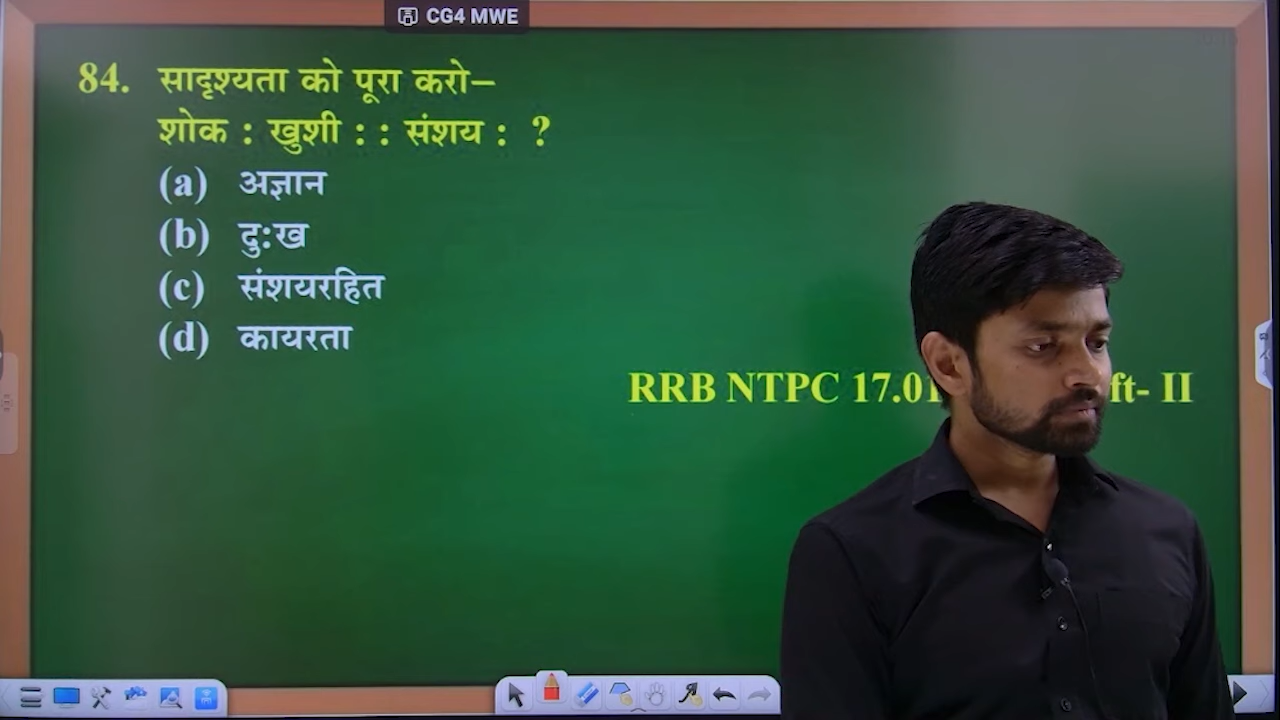 CG4 MWE
84. सादृश्यता को पूरा करो–
शोक : खुशी : : संशय : ?
(a) अज्ञान
(b) दुःख
(c) संशयरहित
(d) कायरता
RRB NTPC 17.01 ft- II